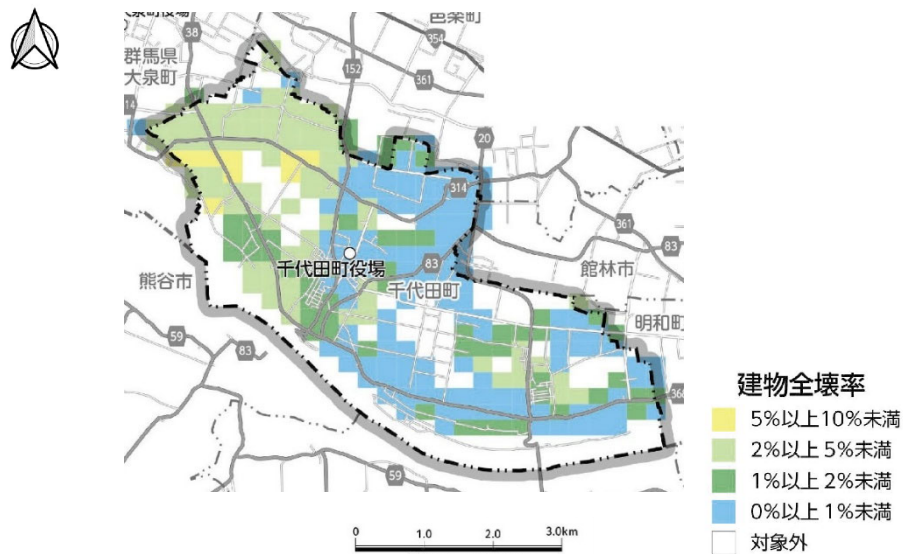 邑楽町
38
354
群馬県
大泉町
152
361
14
20
314
361
83
千代田町役場
83
館林市
熊谷市
千代田町
59
明和町
83
368
59
建物全壊率
5%以上10%未満
2%以上5%未満
1%以上2%未満
0%以上1%未満
対象外
0 1.0 2.0 3.0km